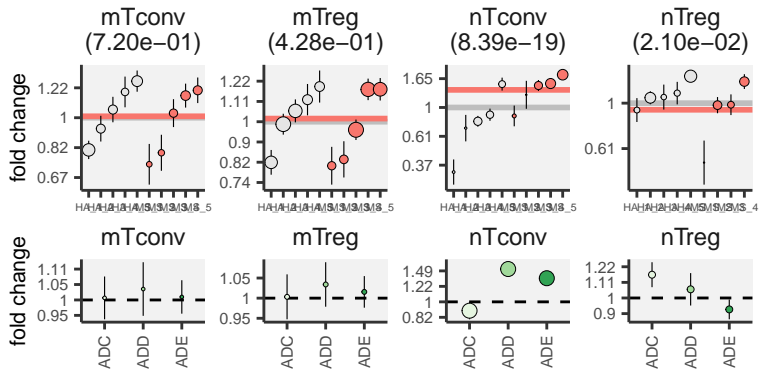 mTconv
(7.20e−01)
mTreg
(4.28e−01)
nTconv
(8.39e−19)
nTreg
(2.10e−02)
fold change
1.22
1
0.82
0.67
1.22
1.11
1
0.9
0.82
0.74
1.65
1
0.61
0.37
1
0.61
mTconv
mTreg
nTconv
nTreg
fold change
1.11
1.05
1
0.95
1.05
1
0.95
1.49
1.22
1
0.82
1.22
1.11
1
0.9
ADC
ADD
ADE
ADC
ADD
ADE
ADC
ADD
ADE
ADC
ADD
ADE